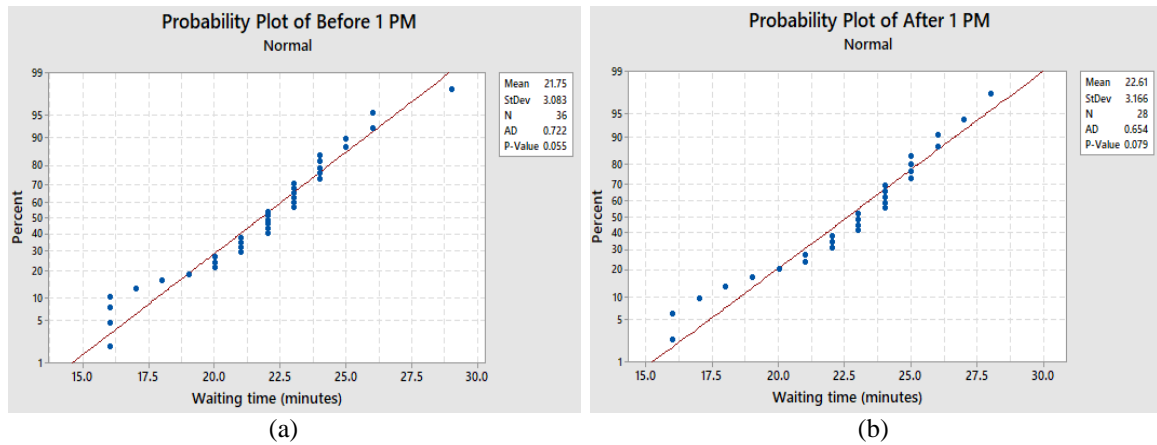 Probability Plot of Before 1 PM
Normal
99
95
90
80
70
60
50
40
30
20
10
5
1
Percent
15.0 17.5 20.0 22.5 25.0 27.5 30.0
Waiting time (minutes)
Mean 21.75
StDev 3.083
N 36
AD 0.722
P-Value 0.055
(a)
Probability Plot of After 1 PM
Normal
99
95
90
80
70
60
50
40
30
20
10
5
1
Percent
15.0 17.5 20.0 22.5 25.0 27.5 30.0
Waiting time (minutes)
Mean 22.61
StDev 3.166
N 28
AD 0.654
P-Value 0.079
(b)